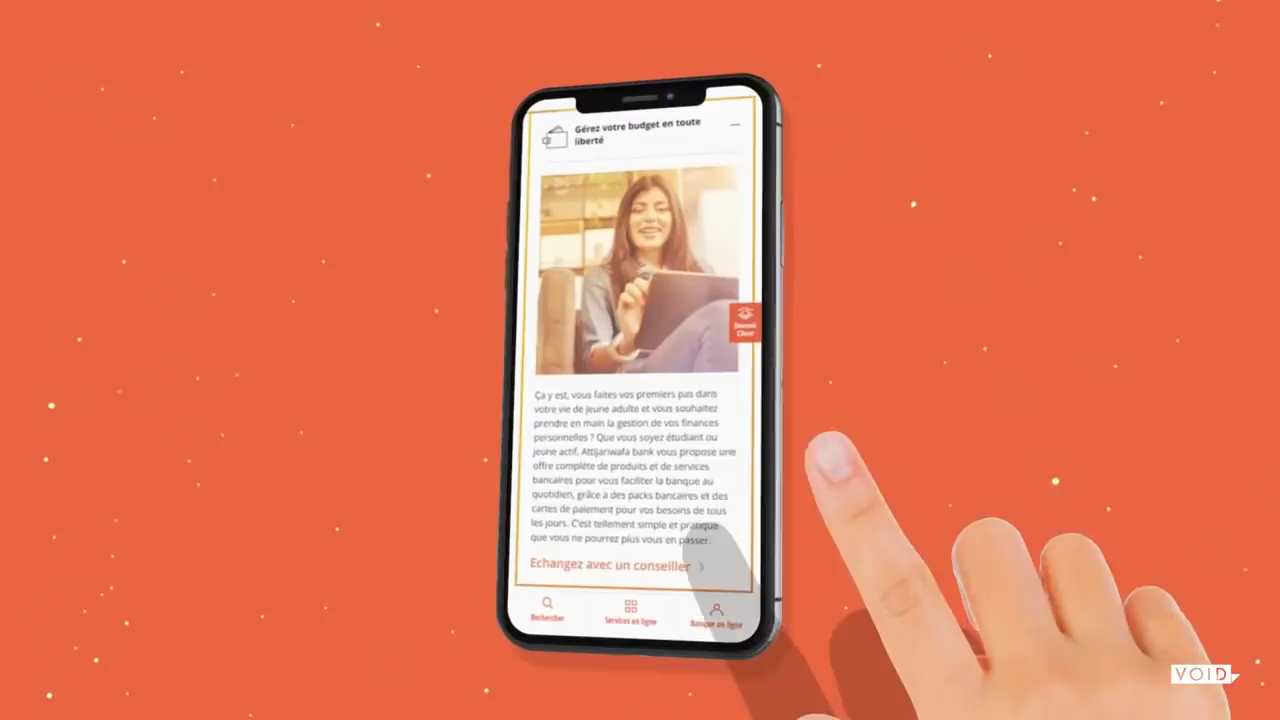 Gérez votre budget en toute
liberté
Devenir
Client
Ça y est, vous faites vos premiers pas dans
votre vie de jeune adulte et vous souhaitez
prendre en main la gestion de vos finances
personnelles ? Que vous soyez étudiant ou
jeune actif, Attijariwafa bank vous propose une
offre complète de produits et de services
bancaires pour vous faciliter la banque au
quotidien, grâce à des packs bancaires et des
cartes de paiement pour vos besoins de tous
les jours. C'est tellement simple et pratique
que vous ne pourrez plus vous en passer.
Echangez avec un conseiller
Rechercher
Services en ligne
Banque en ligne
VOID